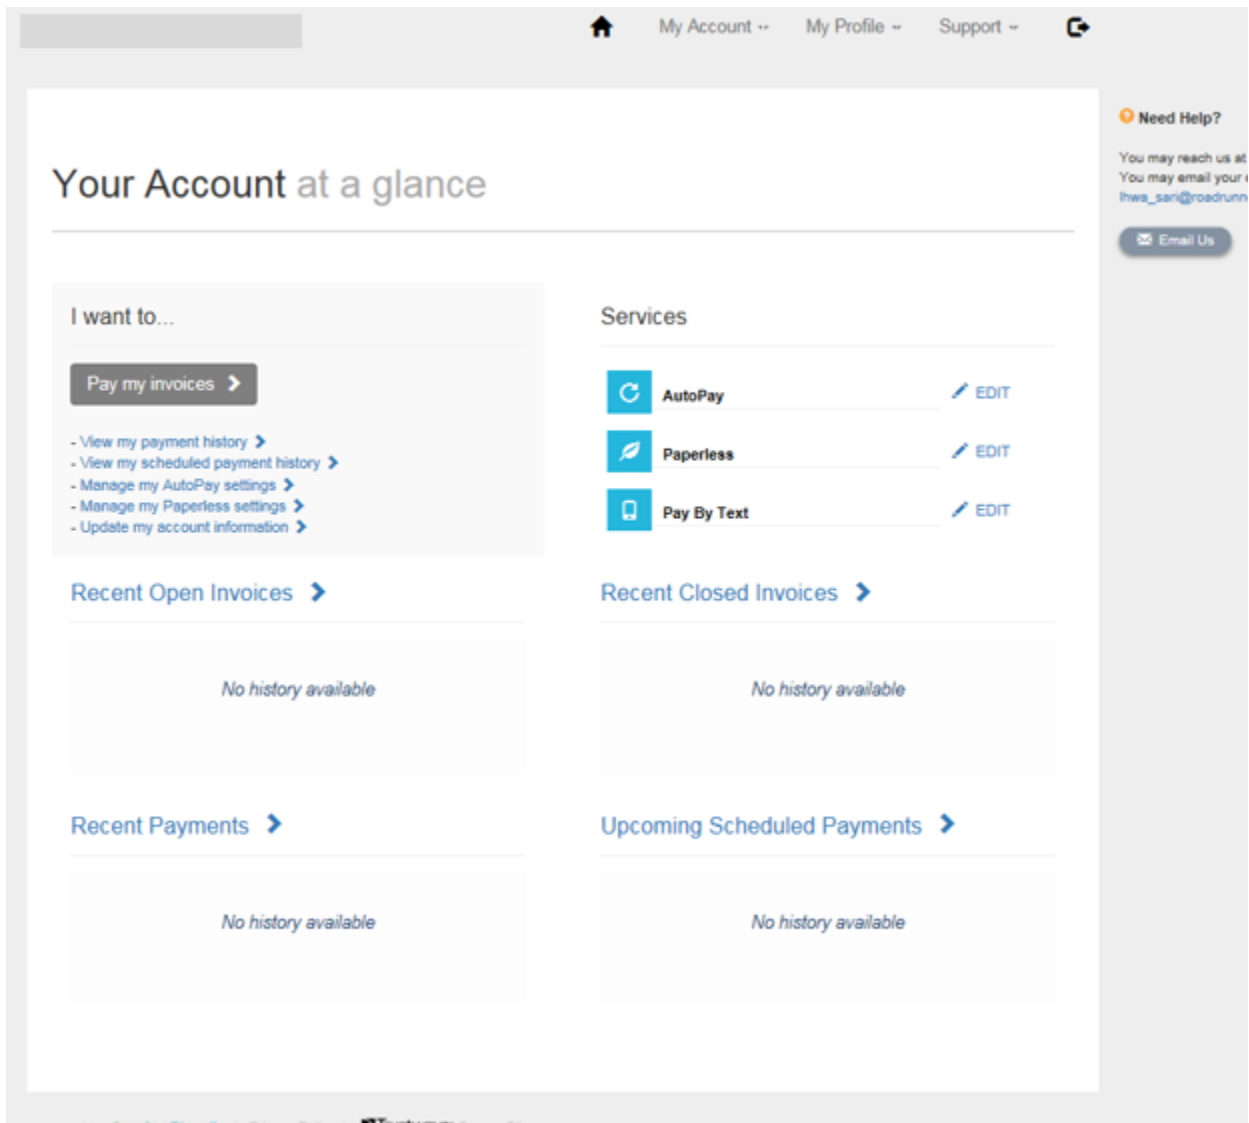 My Account
My Profile
Support
Need Help?
You may reach us at
You may email your
Your Account at a glance
Email Us
I want to...
Pay my invoices
- View my payment history
- View my scheduled payment history
- Manage my AutoPay settings
- Manage my Paperless settings
- Update my account information
Services
AutoPay EDIT
Paperless EDIT
Pay By Text EDIT
Recent Open Invoices
No history available
Recent Closed Invoices
No history available
Recent Payments
No history available
Upcoming Scheduled Payments
No history available